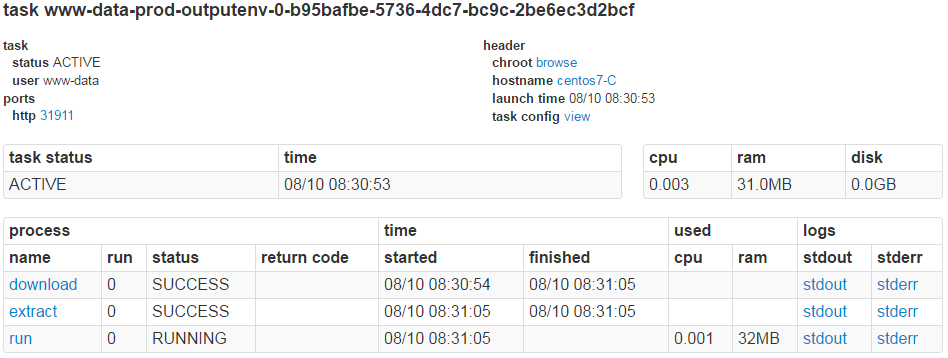 task www-data-prod-outputenv-0-b95bafbe-5736-4dc7-bc9c-2be6ec3d2bcf
task
status ACTIVE
user www-data
ports
http 31911
header
chroot browse
hostname centos7-C
launch time 08/10 08:30:53
task config view
task status time
ACTIVE 08/10 08:30:53
cpu ram disk
0.003 31.0MB 0.0GB
process time used logs
name run status return code started finished cpu ram stdout stderr
download 0 SUCCESS 08/10 08:30:54 08/10 08:31:05 stdout stderr
extract 0 SUCCESS 08/10 08:31:05 08/10 08:31:05 stdout stderr
run 0 RUNNING 08/10 08:31:05 0.001 32MB stdout stderr